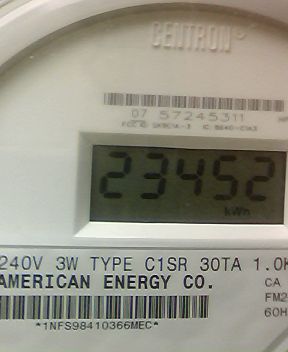 CENTRON®
07 57245311
23452
kWh
240V 3W TYPE C1SR 30TA 1.0K
AMERICAN ENERGY CO. CA
FM2
60H
*1NFS98410366MEC*